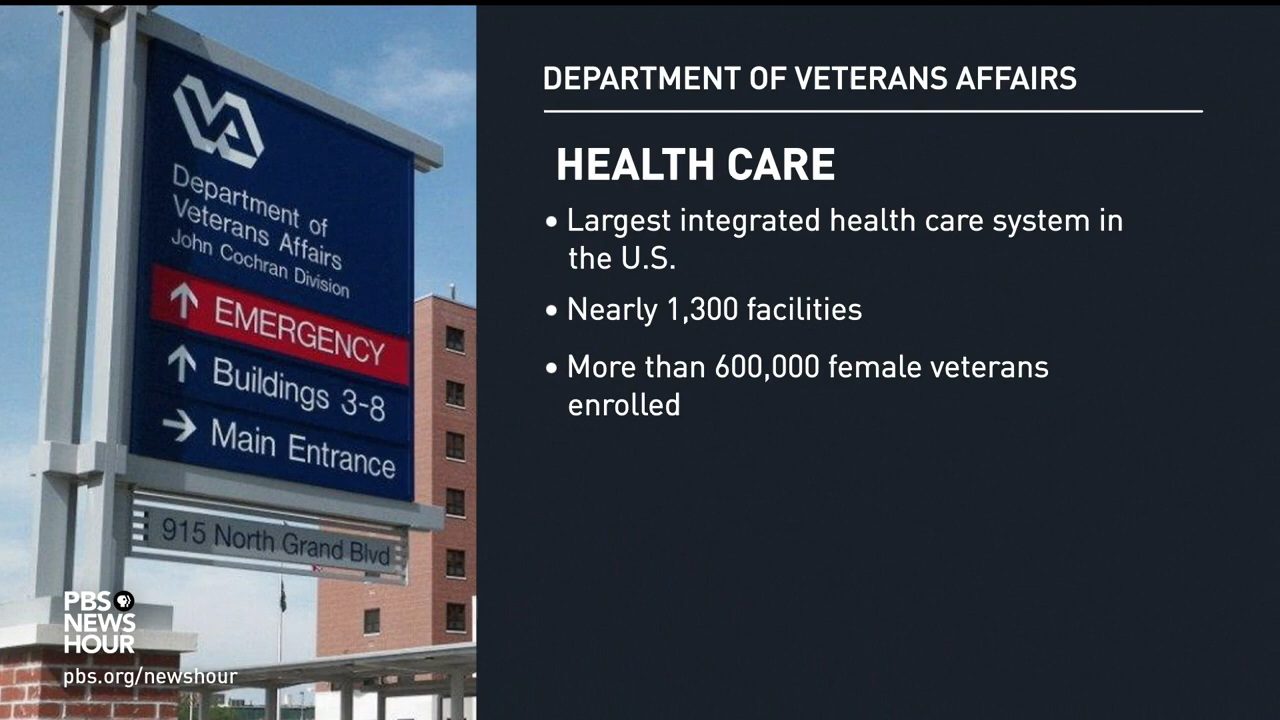 Department of
Veterans Affairs
John Cochran Division
EMERGENCY
Buildings 3-8
Main Entrance
915 North Grand Blvd
PBS
NEWS
HOUR
pbs.org/newshour
DEPARTMENT OF VETERANS AFFAIRS
HEALTH CARE
• Largest integrated health care system in
the U.S.
• Nearly 1,300 facilities
• More than 600,000 female veterans
enrolled